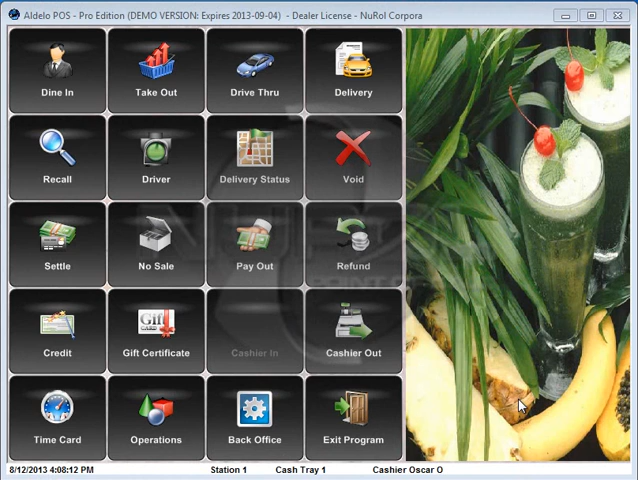 Aldelo POS - Pro Edition (DEMO VERSION: Expires 2013-09-04) - Dealer License - NuRol Corpora
Dine In
Take Out
Drive Thru
Delivery
Recall
Driver
Delivery Status
Void
Settle
No Sale
Pay Out
Refund
Credit
Gift CARD
Gift Certificate
Cashier In
Cashier Out
Time Card
Operations
Back Office
Exit Program
8/12/2013 4:08:12 PM Station 1 Cash Tray 1 Cashier Oscar O